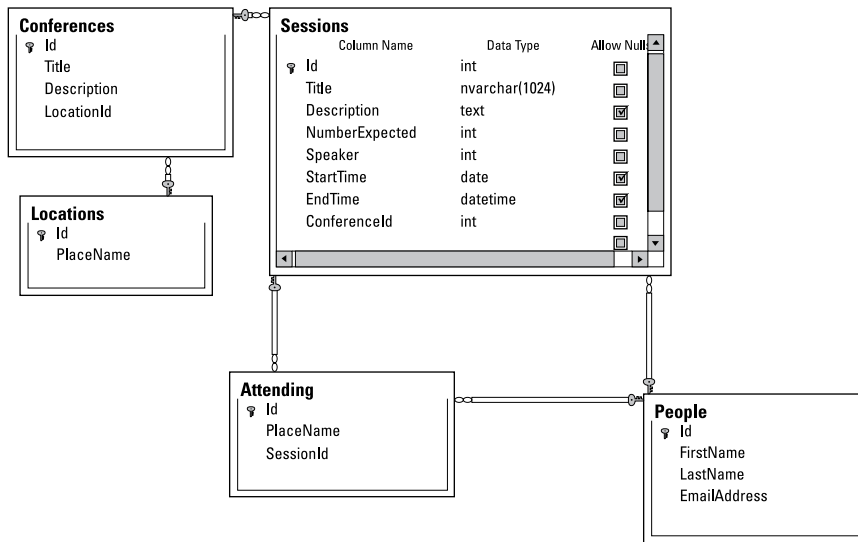 Conferences
Id
Title
Description
LocationId
Locations
Id
PlaceName
Sessions
Column Name Data Type Allow Null
Id int
Title nvarchar(1024)
Description text
NumberExpected int
Speaker int
StartTime date
EndTime datetime
ConferenceId int
Attending
Id
PlaceName
SessionId
People
Id
FirstName
LastName
EmailAddress